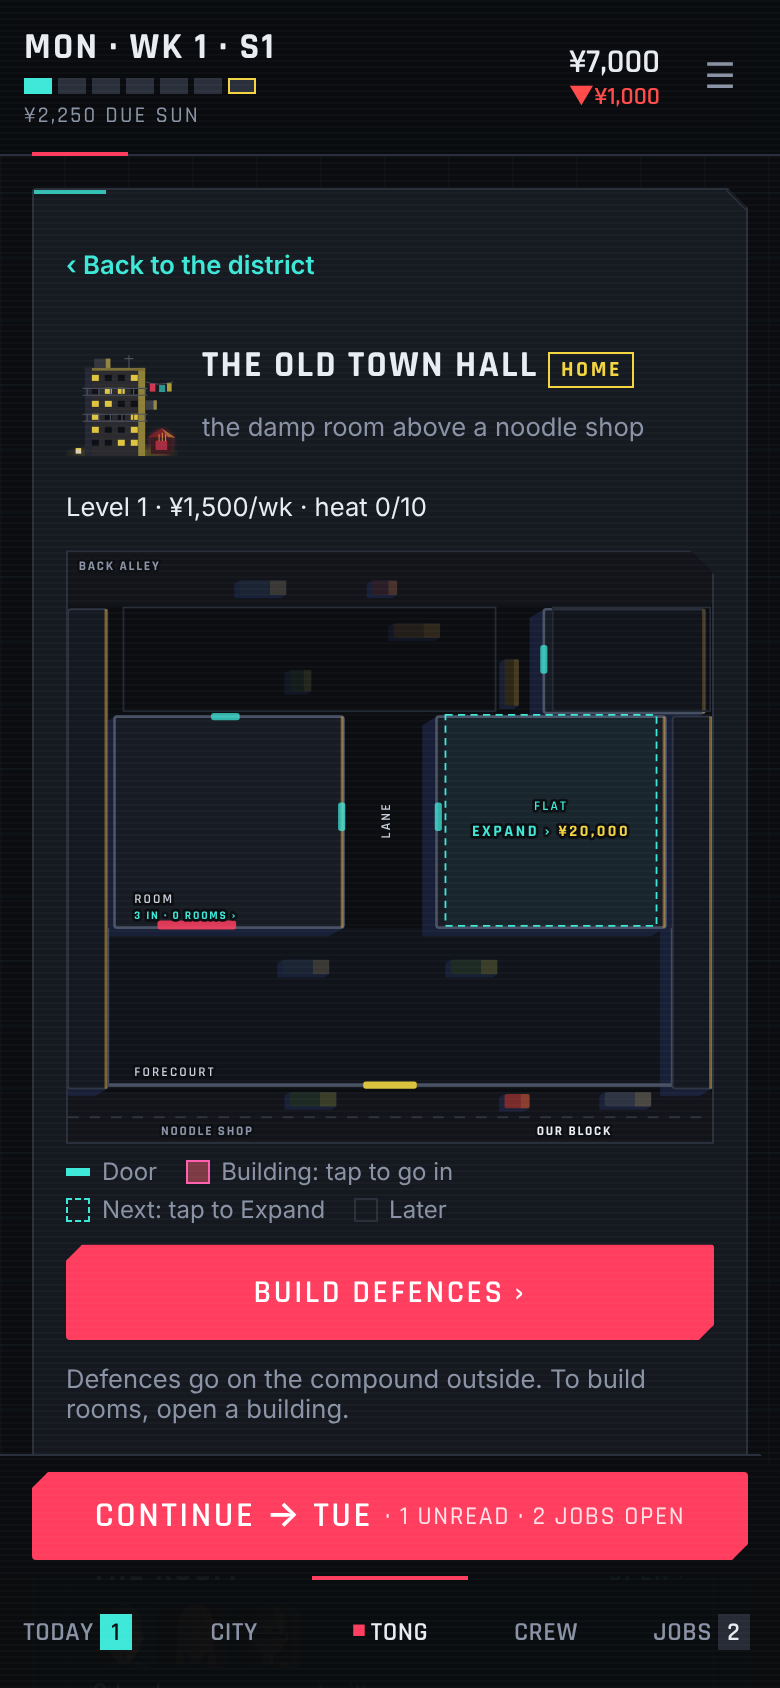 MON · WK 1 · S1
¥7,000
▼¥1,000
¥2,250 DUE SUN
‹ Back to the district
THE OLD TOWN HALL HOME
the damp room above a noodle shop
Level 1 · ¥1,500/wk · heat 0/10
BACK ALLEY
LANE
FLAT
EXPAND › ¥20,000
ROOM
3 IN · 0 ROOMS ›
FORECOURT
NOODLE SHOP OUR BLOCK
Door Building: tap to go in
Next: tap to Expand Later
BUILD DEFENCES ›
Defences go on the compound outside. To build
rooms, open a building.
CONTINUE → TUE · 1 UNREAD · 2 JOBS OPEN
TODAY 1 CITY TONG CREW JOBS 2